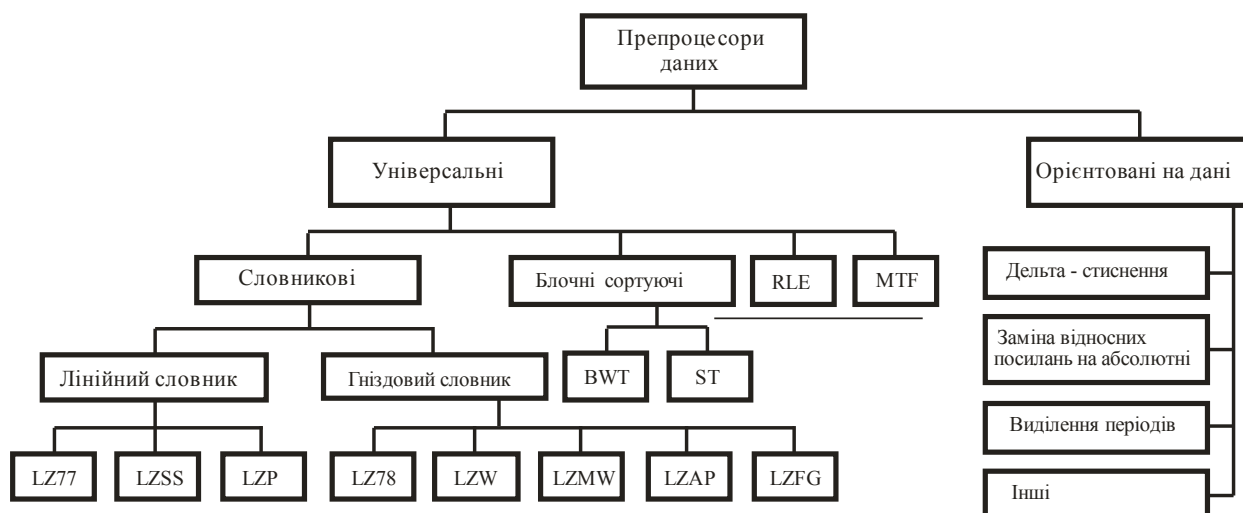 Препроцесори
даних
Універсальні
Орієнтовані на дані
Словникові
Блочні сортуючі
RLE
MTF
Дельта - стиснення
Заміна відносних
посилань на абсолютні
Лінійний словник
Гніздовий словник
BWT
ST
Виділення періодів
LZ77
LZSS
LZP
LZ78
LZW
LZMW
LZAP
LZFG
Інші